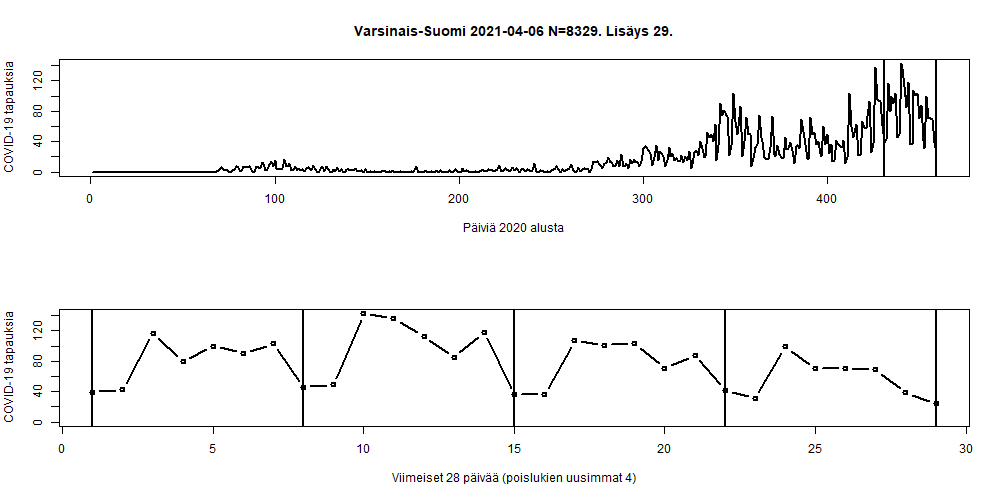 Varsinais-Suomi 2021-04-06 N=8329. Lisäys 29.
COVID-19 tapauksia
0 40 80 120
0 100 200 300 400
Päiviä 2020 alusta
COVID-19 tapauksia
0 40 80 120
0 5 10 15 20 25 30
Viimeiset 28 päivää (poislukien uusimmat 4)